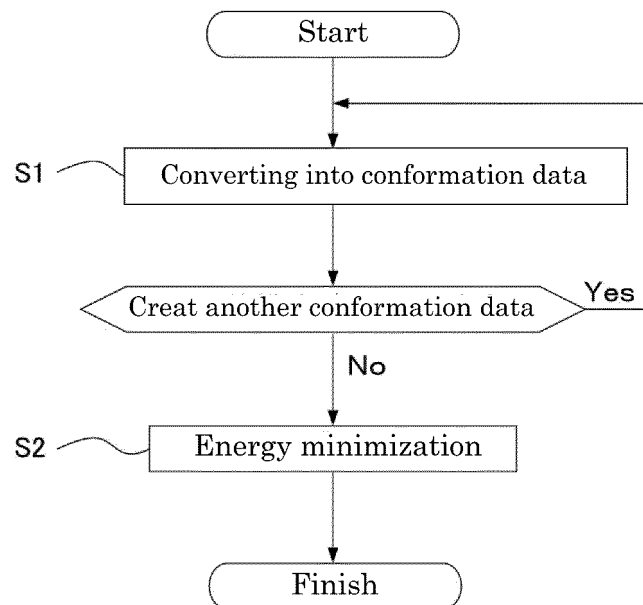 Start
S1
Converting into conformation data
Creat another conformation data
Yes
No
S2
Energy minimization
Finish